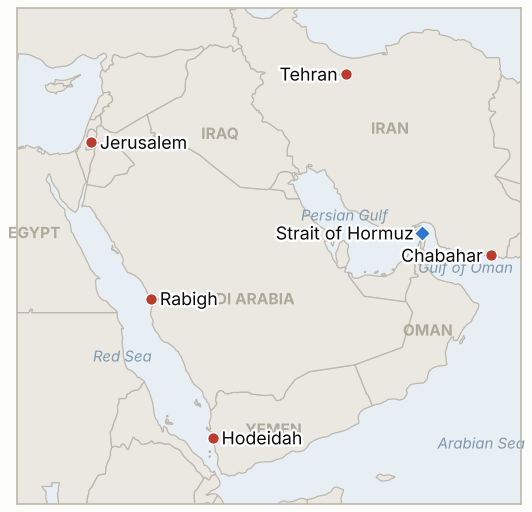 Tehran
IRAN
IRAQ
Jerusalem
Persian Gulf
EGYPT
Strait of Hormuz
Chabahar
Gulf of Oman
Rabigh
DI ARABIA
OMAN
Red Sea
YEMEN
Hodeidah
Arabian Sea